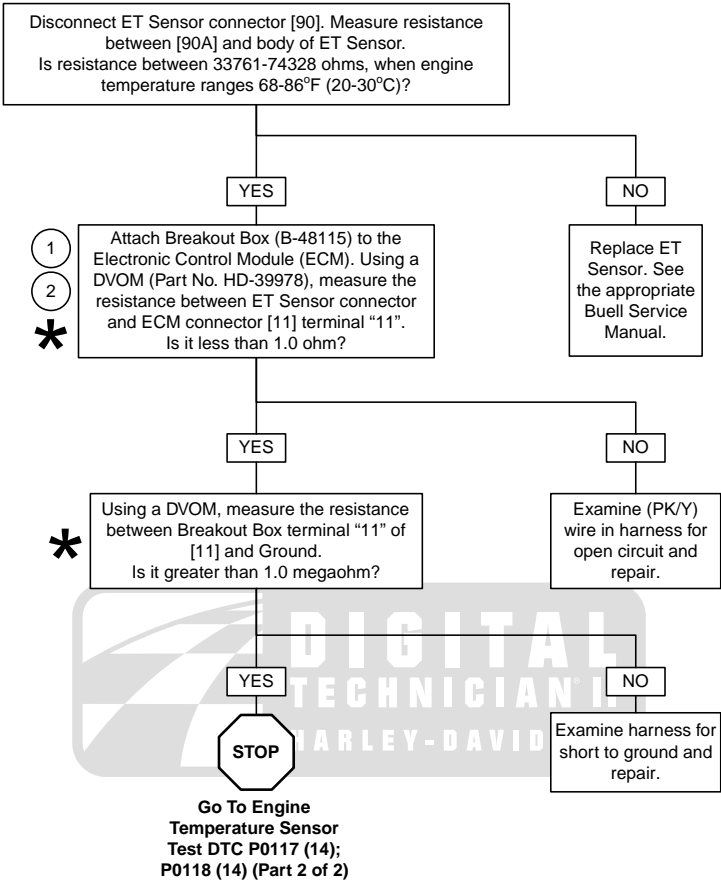 Disconnect ET Sensor connector [90]. Measure resistance
between [90A] and body of ET Sensor.
Is resistance between 33761-74328 ohms, when engine
temperature ranges 68-86°F (20-30°C)?
YES
NO
1
2
*
Attach Breakout Box (B-48115) to the
Electronic Control Module (ECM). Using a
DVOM (Part No. HD-39978), measure the
resistance between ET Sensor connector
and ECM connector [11] terminal “11”.
Is it less than 1.0 ohm?
Replace ET
Sensor. See
the appropriate
Buell Service
Manual.
YES
NO
*
Using a DVOM, measure the resistance
between Breakout Box terminal “11” of
[11] and Ground.
Is it greater than 1.0 megaohm?
Examine (PK/Y)
wire in harness for
open circuit and
repair.
DIGITAL
TECHNICIAN® II
HARLEY-DAVID
YES
NO
STOP
Examine harness for
short to ground and
repair.
Go To Engine
Temperature Sensor
Test DTC P0117 (14);
P0118 (14) (Part 2 of 2)